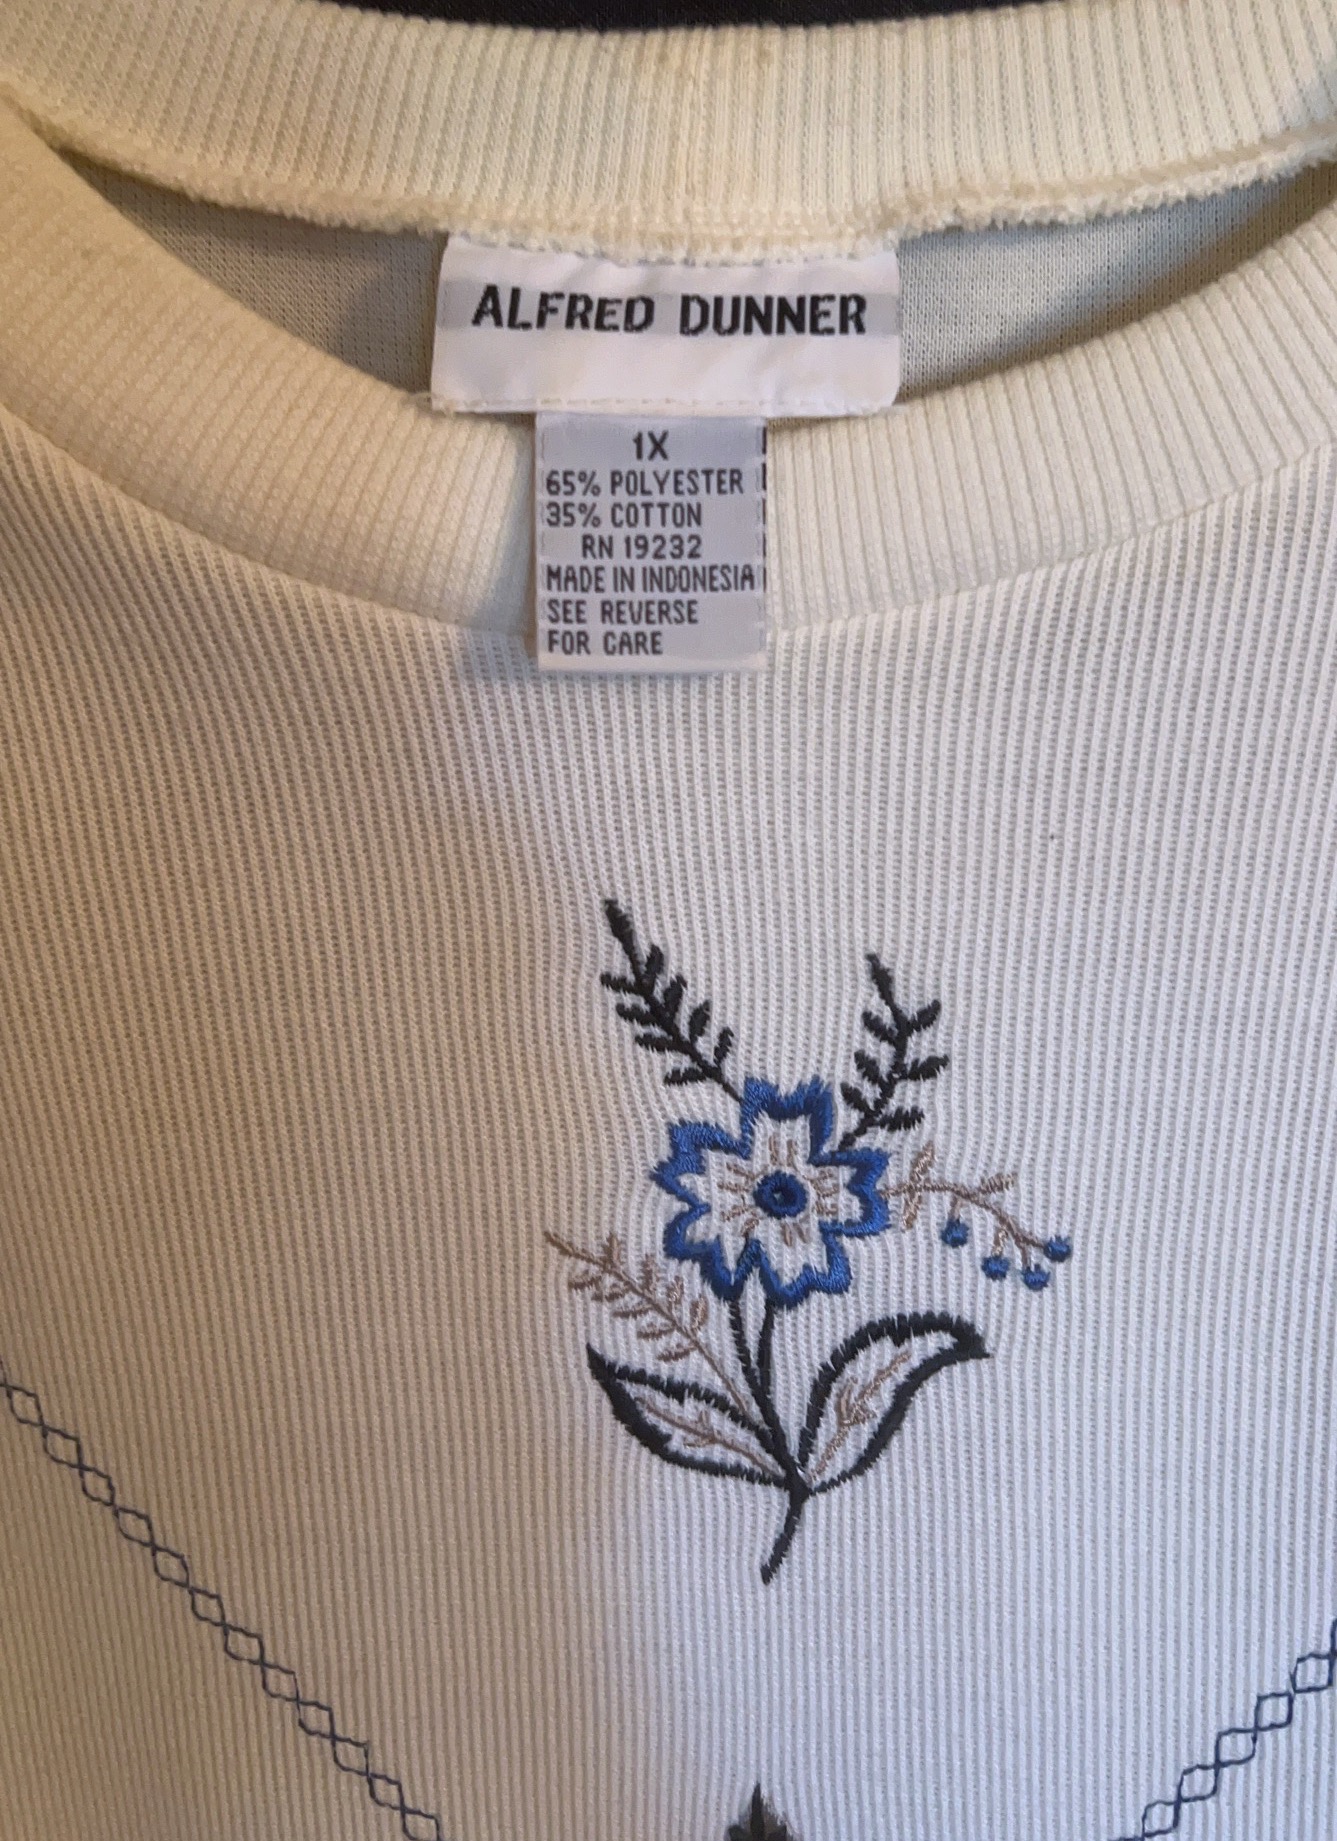 ALFRED DUNNER
1X
65% POLYESTER
35% COTTON
RN 19232
MADE IN INDONESIA
SEE REVERSE
FOR CARE